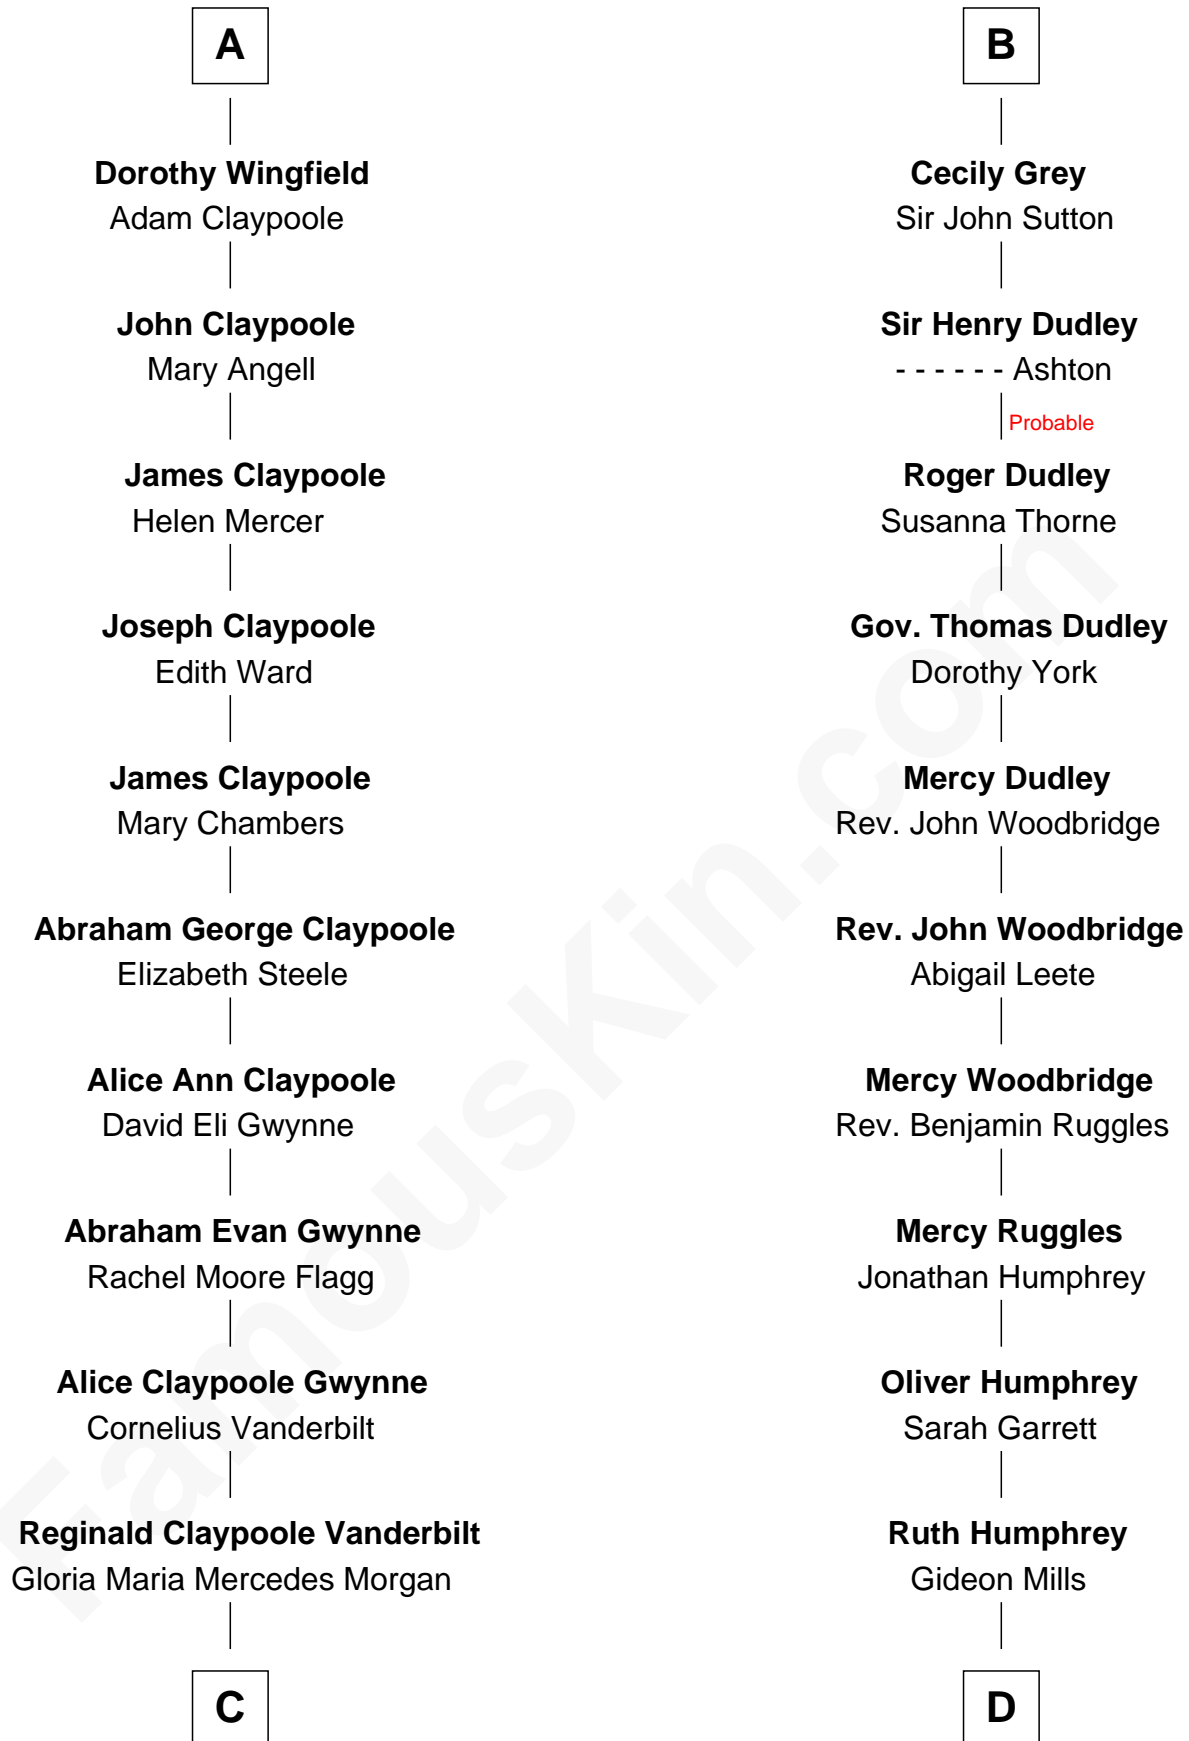 A
Dorothy Wingfield
Adam Claypoole
John Claypoole
Mary Angell
James Claypoole
Helen Mercer
Joseph Claypoole
Edith Ward
James Claypoole
Mary Chambers
Abraham George Claypoole
Elizabeth Steele
Alice Ann Claypoole
David Eli Gwynne
Abraham Evan Gwynne
Rachel Moore Flagg
Alice Claypoole Gwynne
Cornelius Vanderbilt
Reginald Claypoole Vanderbilt
Gloria Maria Mercedes Morgan
C
B
Cecily Grey
Sir John Sutton
Sir Henry Dudley
- - - - - - Ashton
Probable
Roger Dudley
Susanna Thorne
Gov. Thomas Dudley
Dorothy York
Mercy Dudley
Rev. John Woodbridge
Rev. John Woodbridge
Abigail Leete
Mercy Woodbridge
Rev. Benjamin Ruggles
Mercy Ruggles
Jonathan Humphrey
Oliver Humphrey
Sarah Garrett
Ruth Humphrey
Gideon Mills
D
FamousKin.com